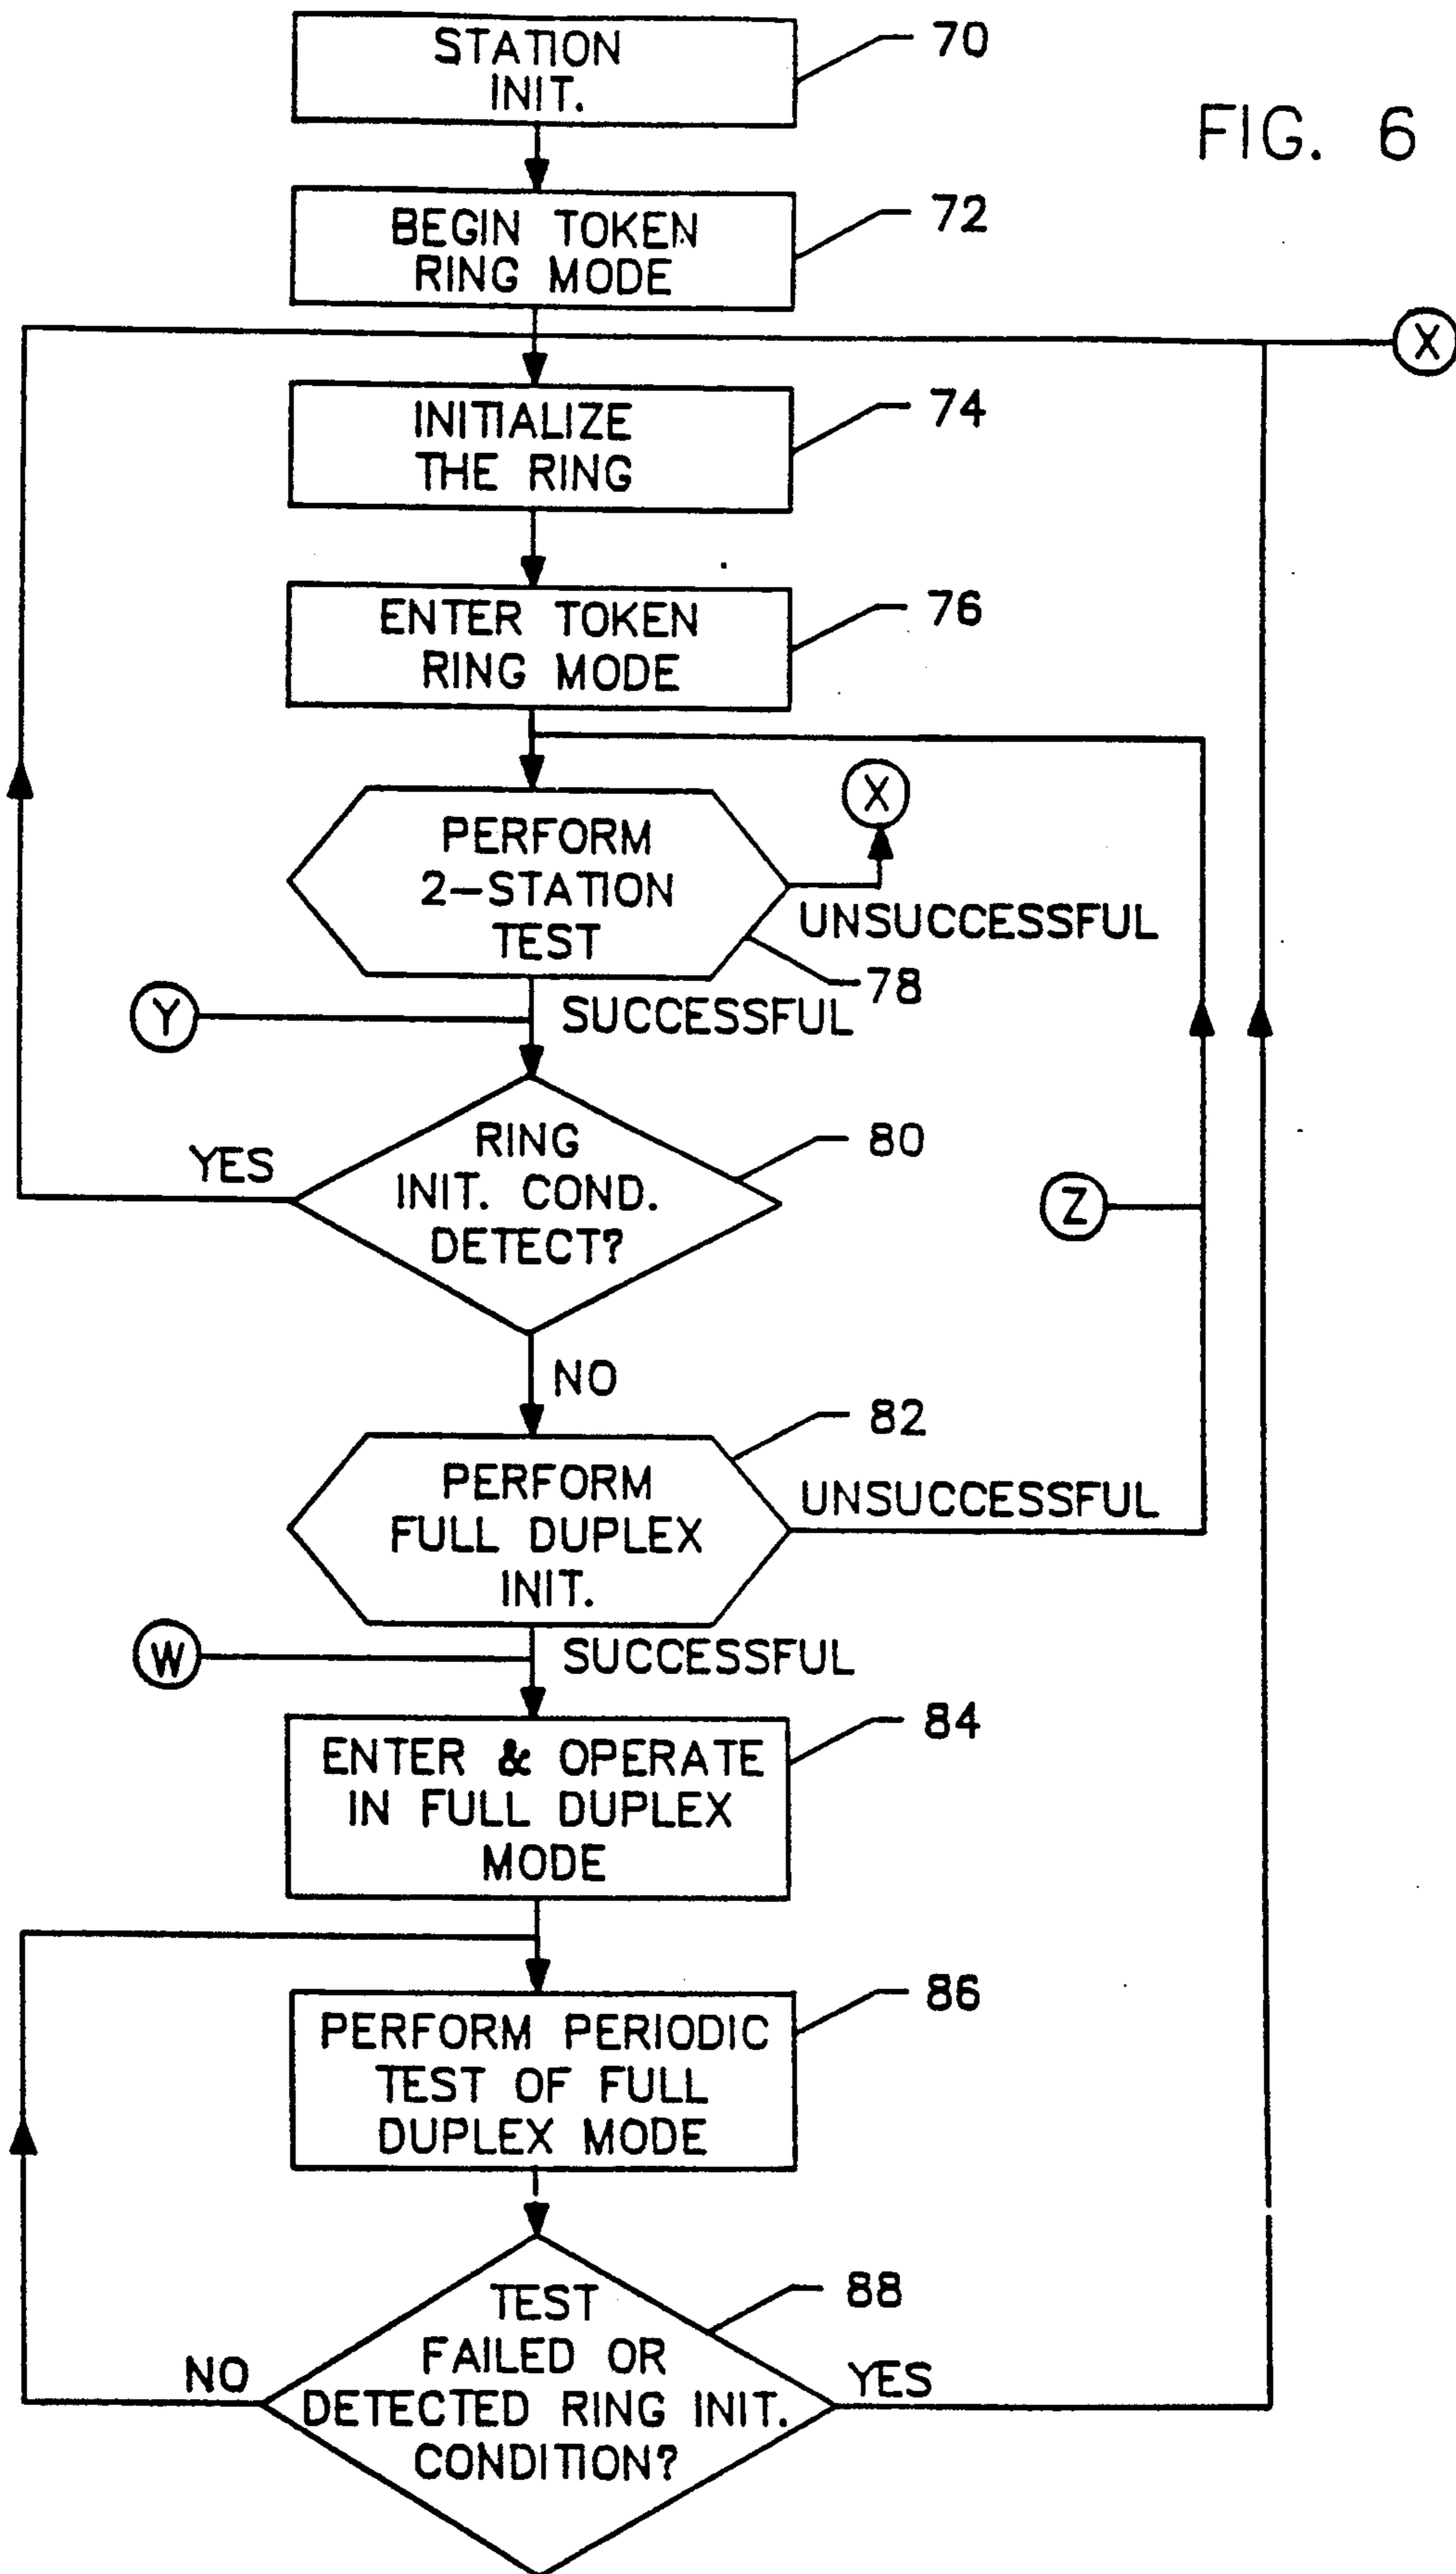 STATION
INIT.
70
FIG. 6
BEGIN TOKEN
RING MODE
72
X
INITIALIZE
THE RING
74
ENTER TOKEN
RING MODE
76
X
PERFORM
2-STATION
TEST
UNSUCCESSFUL
78
Y
SUCCESSFUL
RING
INIT. COND.
DETECT?
80
YES
Z
NO
82
PERFORM
FULL DUPLEX
INIT.
UNSUCCESSFUL
W
SUCCESSFUL
84
ENTER & OPERATE
IN FULL DUPLEX
MODE
86
PERFORM PERIODIC
TEST OF FULL
DUPLEX MODE
88
TEST
FAILED OR
DETECTED RING INIT.
CONDITION?
NO
YES